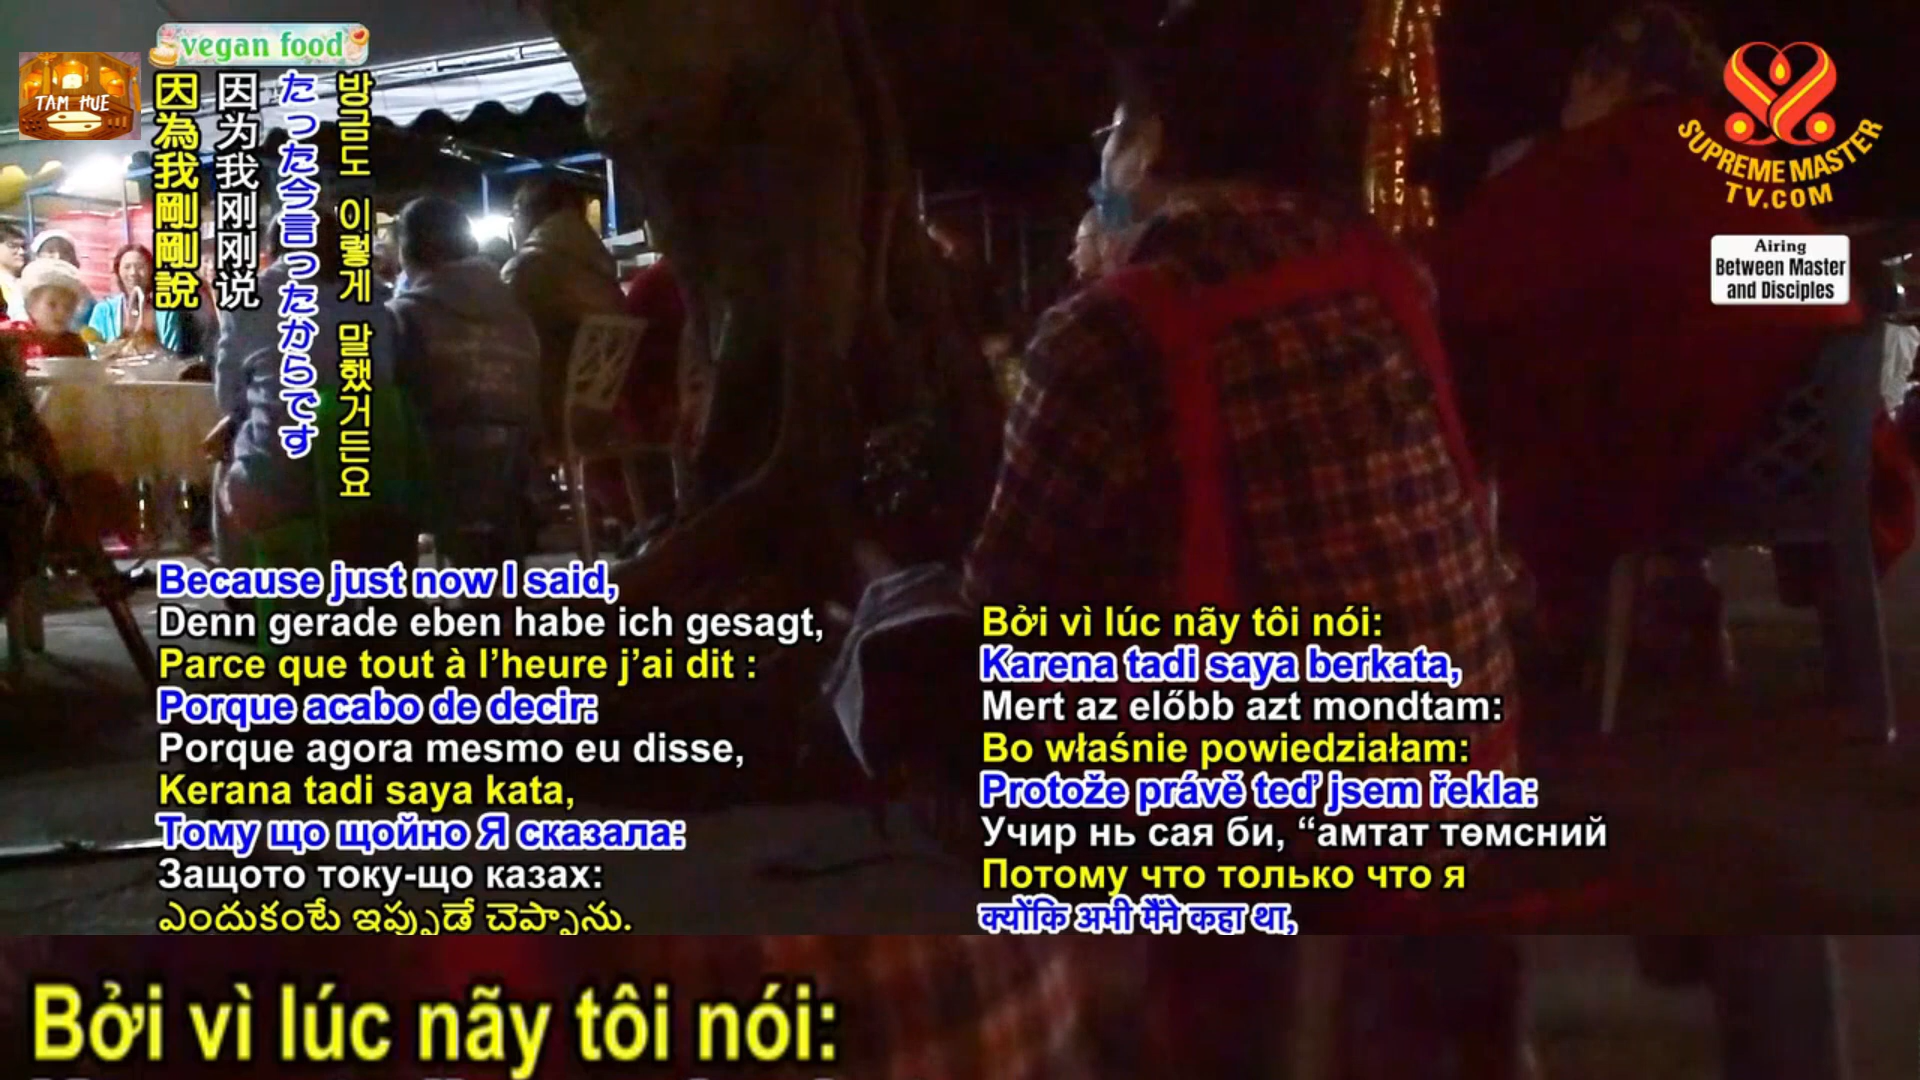 vegan food
TAM HUE
因為我剛剛說
因为我刚刚说
たった今言ったからです
방금도 이렇게 말했거든요
SUPREME MASTER
TV.COM
Airing
Between Master
and Disciples
Because just now I said,
Denn gerade eben habe ich gesagt,
Parce que tout à l’heure j’ai dit :
Porque acabo de decir:
Porque agora mesmo eu disse,
Kerana tadi saya kata,
Тому що щойно Я сказала:
Защото току-що казах:
ఎందుకంటే ఇప్పుడే చెప్పాను.
Bởi vì lúc nãy tôi nói:
Karena tadi saya berkata,
Mert az előbb azt mondtam:
Bo właśnie powiedziałam:
Protože právě teď jsem řekla:
Учир нь сая би, “амтат төмсний
Потому что только что я
क्योंकि अभी मैंने कहा था,
Bởi vì lúc nãy tôi nói: